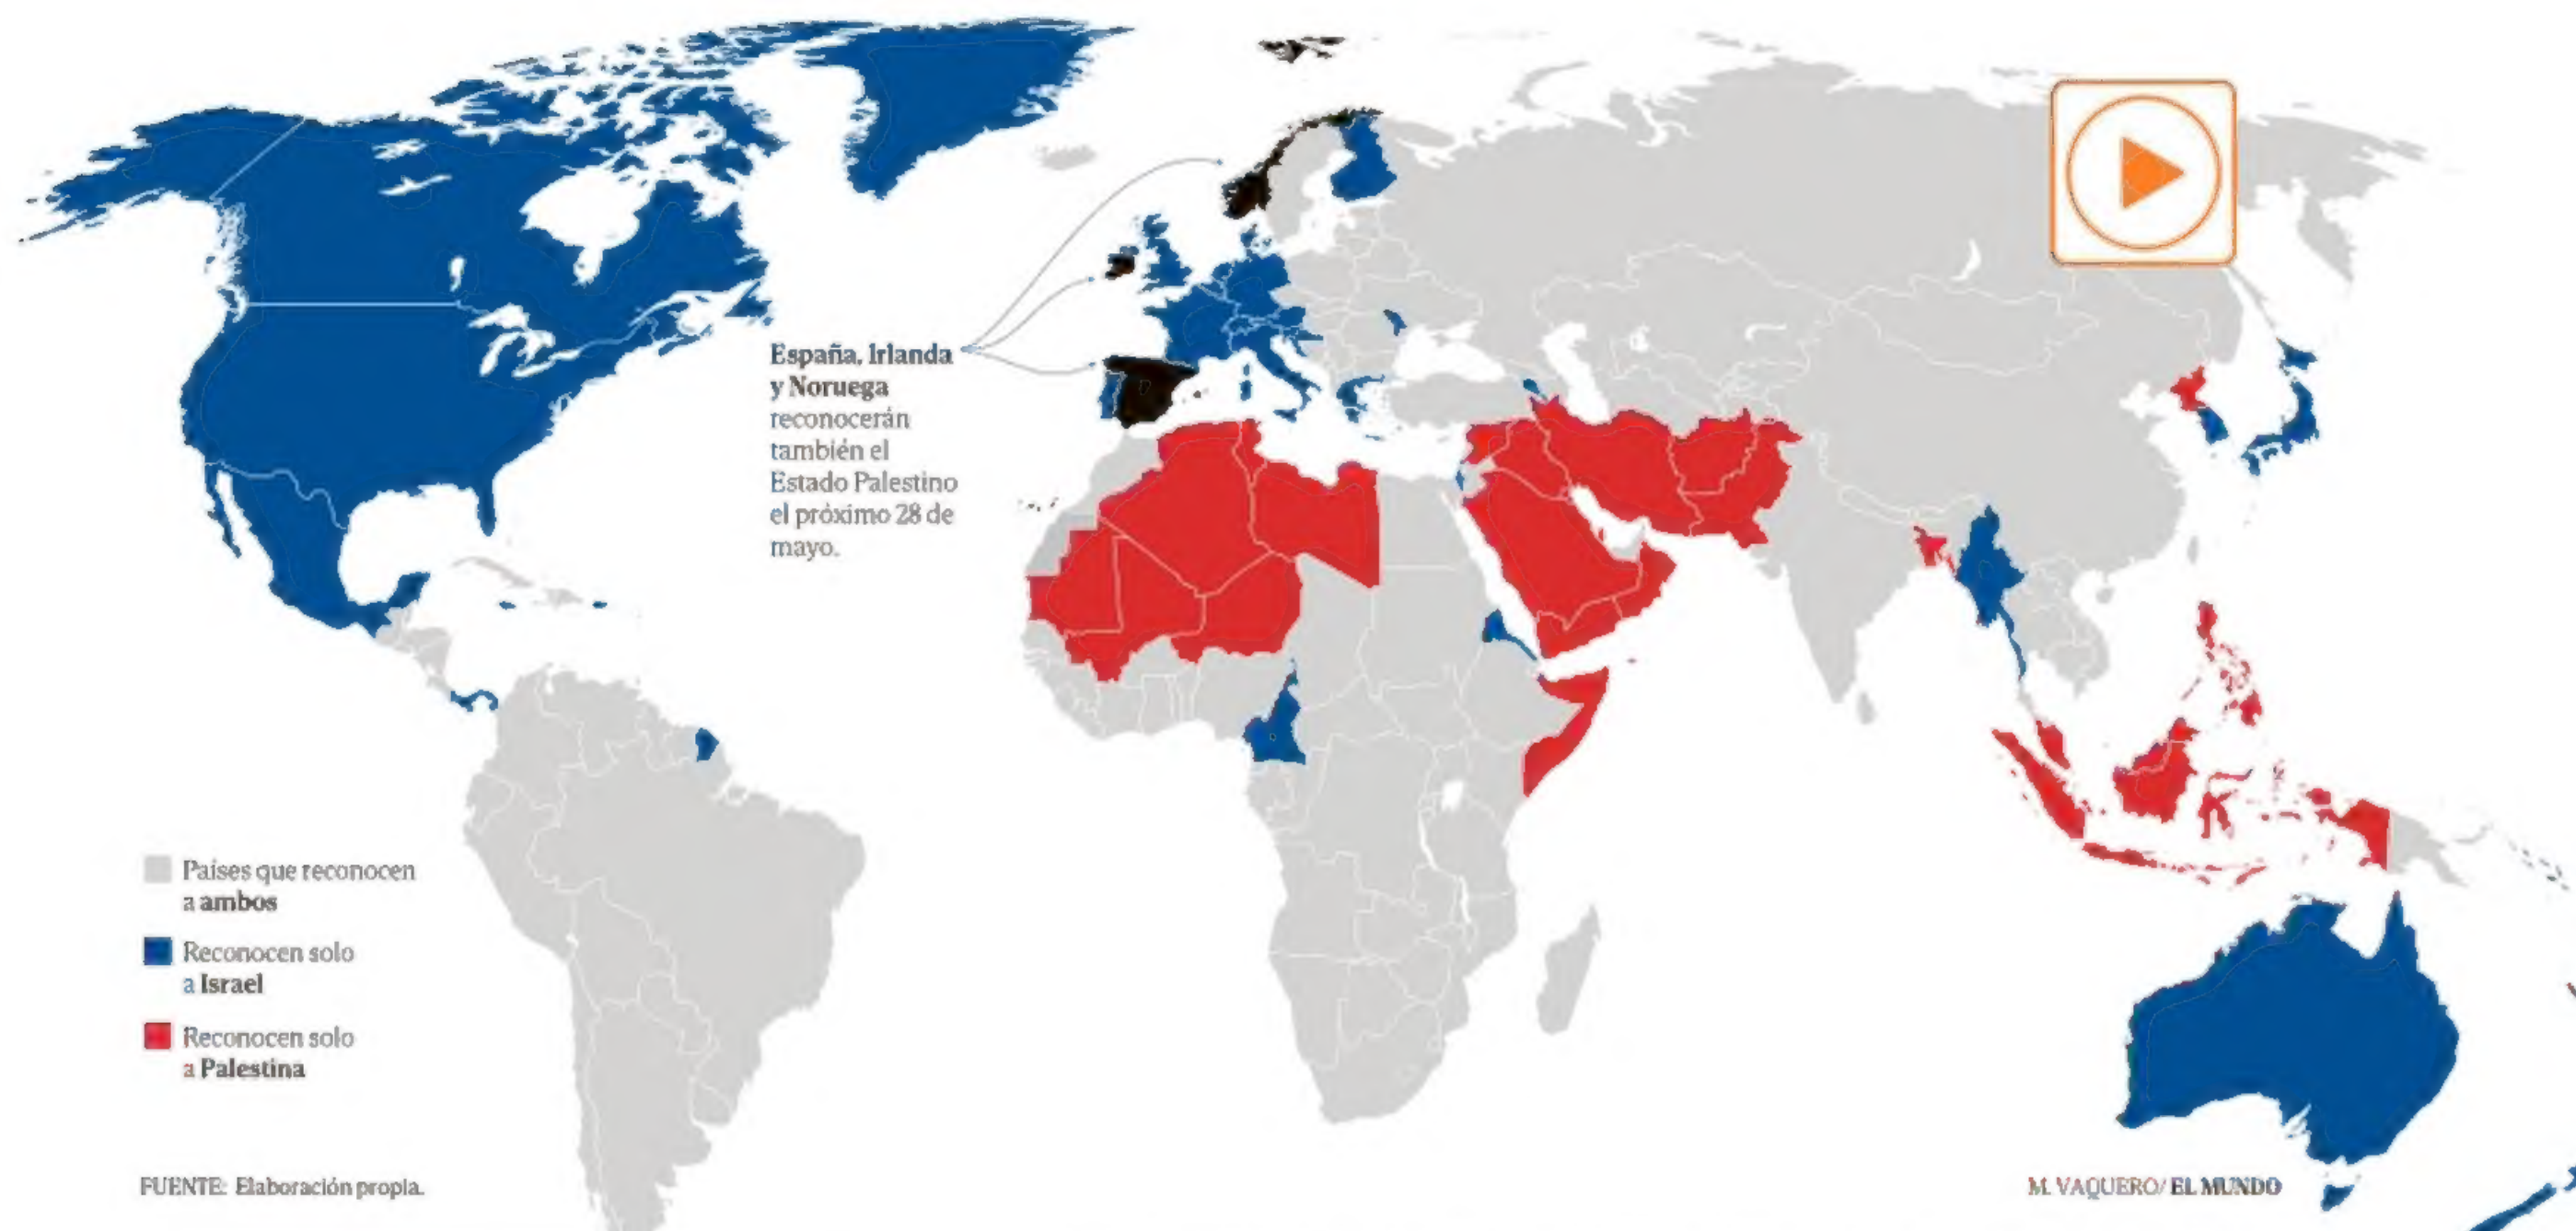 España, Irlanda
y Noruega
reconocerán
también el
Estado Palestino
el próximo 28 de
mayo.
Países que reconocen
a ambos
Reconocen solo
a Israel
Reconocen solo
a Palestina
FUENTE: Elaboración propia.
M. VAQUERO / EL MUNDO